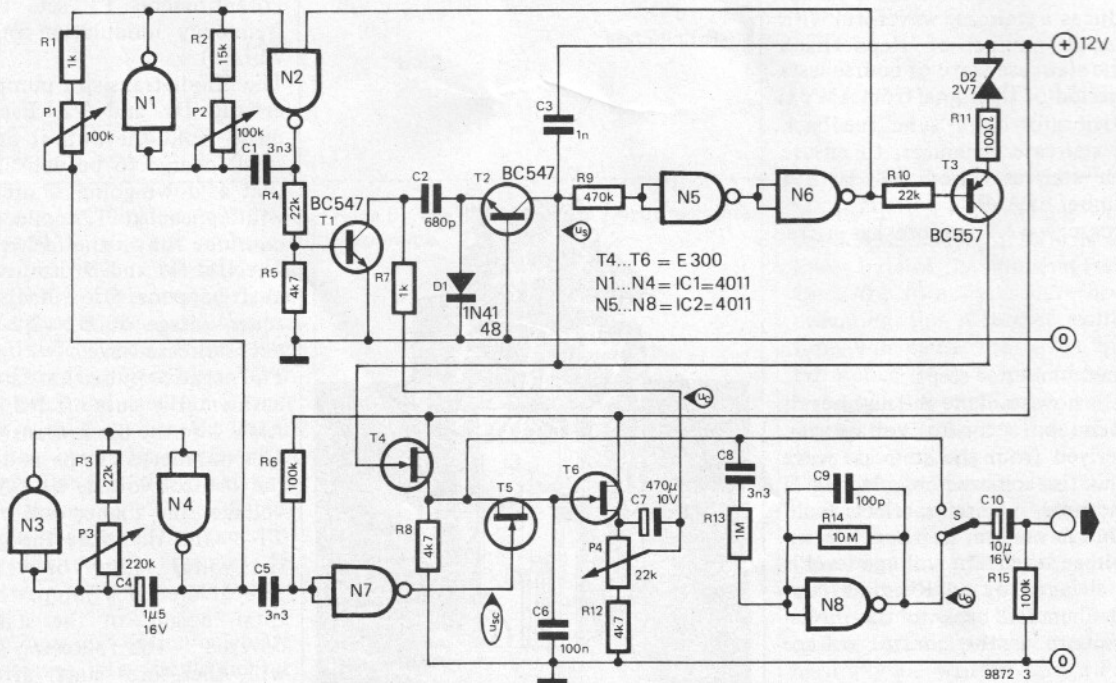 R1
1k
P1
100k
N1
R2
15k
P2
100k
C1 3n3
N2
R4
22k
R5
4k7
BC547
T1
R7
1k
C2
680p
D1
1N41
48
T2
BC547
C3
1n
uS
R9
470k
N5
N6
R10
22k
T3
BC557
D2
2V7
R11
100Ω
+ 12V
0
T4...T6 = E300
N1...N4 = IC1 = 4011
N5...N8 = IC2 = 4011
N3
R3
22k
P3
220k
C4
1µ5
16V
N4
R6
100k
C5
3n3
N7
T4
R8
4k7
T5
uSC
T6
C6
100n
470µ
10V
C7
P4
22k
R12
4k7
C8
3n3
R13
1M
C9
100p
R14
10M
N8
S
C10
10µ
R15
100k
0
9872 3